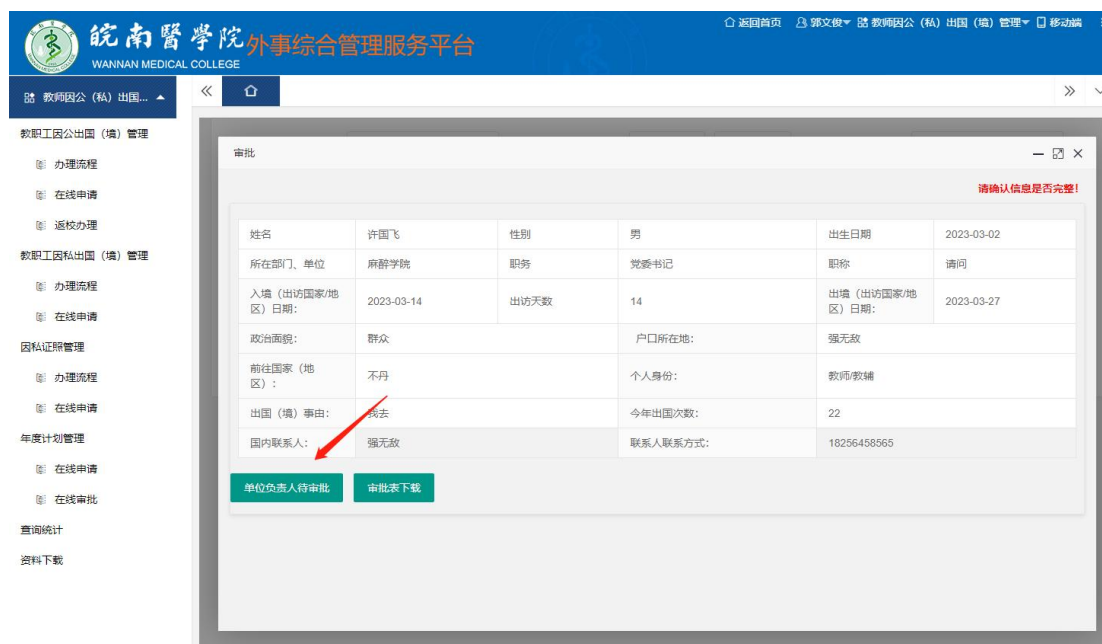 皖南醫學院
WANNAN MEDICAL COLLEGE
外事综合管理服务平台
返回首页 郭文俊 教师因公（私）出国（境）管理 移动端
教师因公（私）出国...
教职工因公出国（境）管理
办理流程
在线申请
返校办理
教职工因私出国（境）管理
办理流程
在线申请
因私证照管理
办理流程
在线申请
年度计划管理
在线申请
在线审批
查询统计
资料下载
审批
请确认信息是否完整！
姓名 许国飞 性别 男 出生日期 2023-03-02
所在部门、单位 麻醉学院 职务 党委书记 职称 请问
入境（出访国家/地区）日期： 2023-03-14 出访天数 14 出境（出访国家/地区）日期： 2023-03-27
政治面貌： 群众 户口所在地： 强无敌
前往国家（地区）： 不丹 个人身份： 教师/教辅
出国（境）事由： 我去 今年出国次数： 22
国内联系人： 强无敌 联系人联系方式： 18256458565
单位负责人待审批 审批表下载